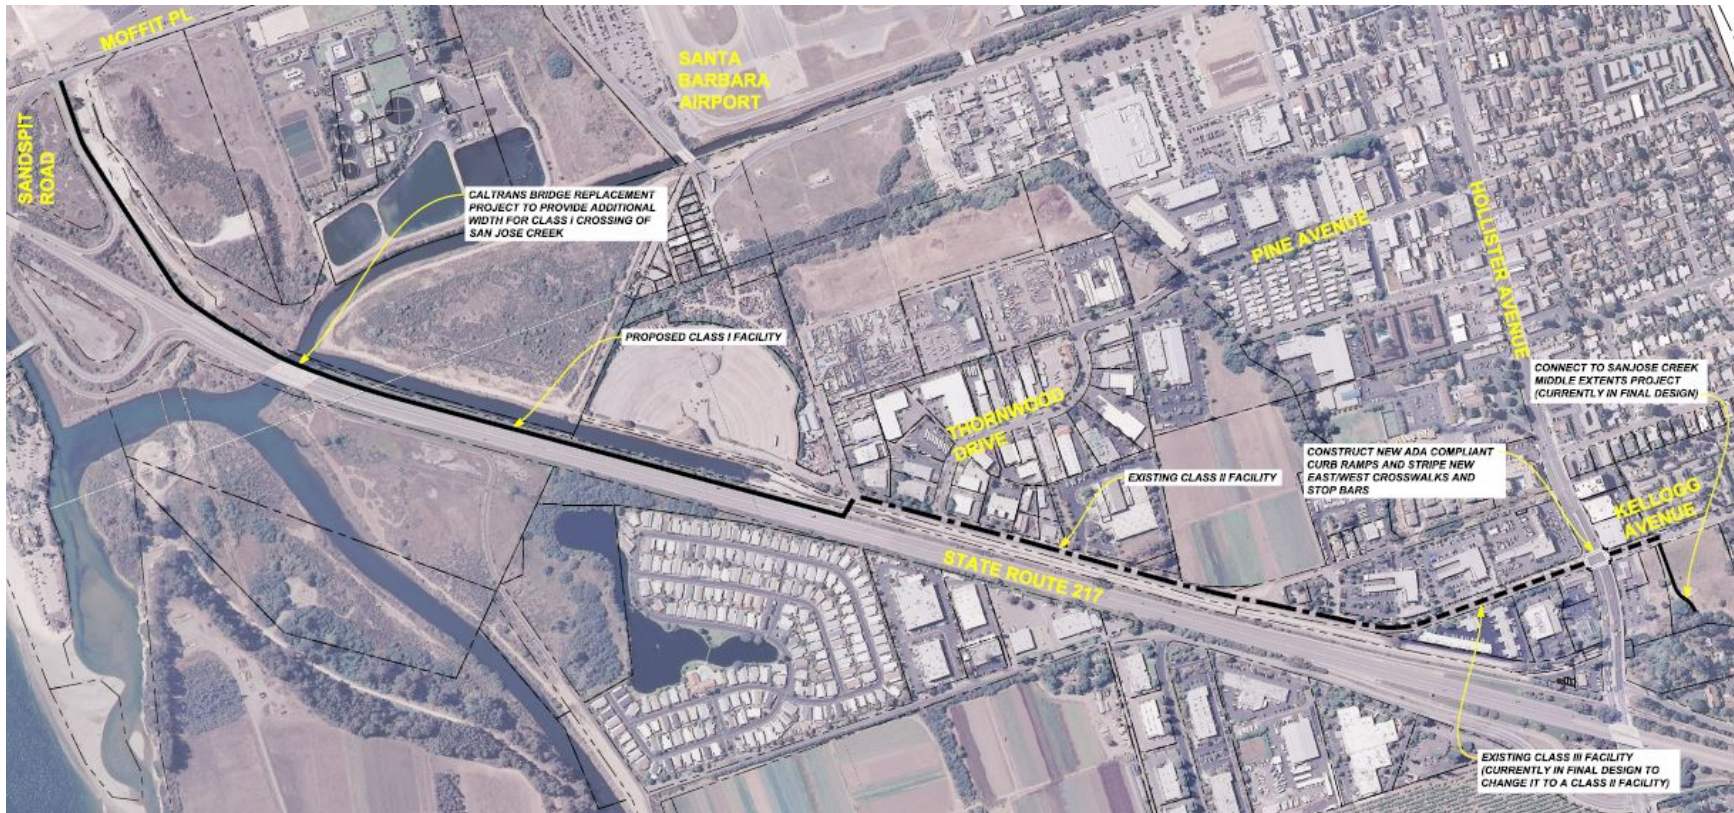 MOFFIT PL.
SANTA
BARBARA
AIRPORT
SANDSPIT
ROAD
CALTRANS BRIDGE REPLACEMENT
PROJECT TO PROVIDE ADDITIONAL
WIDTH FOR CLASS I CROSSING OF
SAN JOSE CREEK
PINE AVENUE
HOLLISTER AVENUE
PROPOSED CLASS I FACILITY
CONNECT TO SANJOSE CREEK
MIDDLE EXTENTS PROJECT
(CURRENTLY IN FINAL DESIGN)
THORNWOOD
DRIVE
CONSTRUCT NEW ADA COMPLIANT
CURB RAMPS AND STRIPE NEW
EAST/WEST CROSSWALKS AND
STOP BARS
EXISTING CLASS II FACILITY
KELLOGG
AVENUE
STATE ROUTE 217
EXISTING CLASS III FACILITY
(CURRENTLY IN FINAL DESIGN TO
CHANGE IT TO A CLASS II FACILITY)